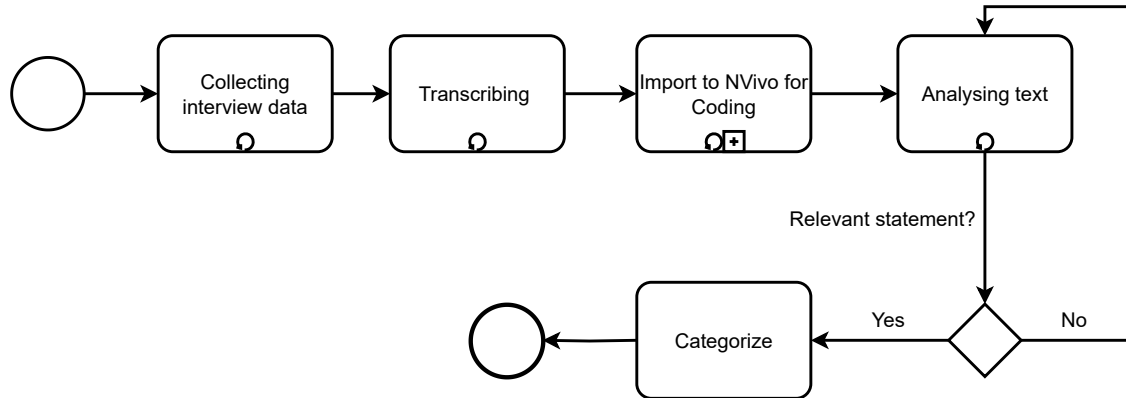 Collecting
interview data
Transcribing
Import to NVivo for
Coding
Analysing text
Relevant statement?
Categorize
Yes
No